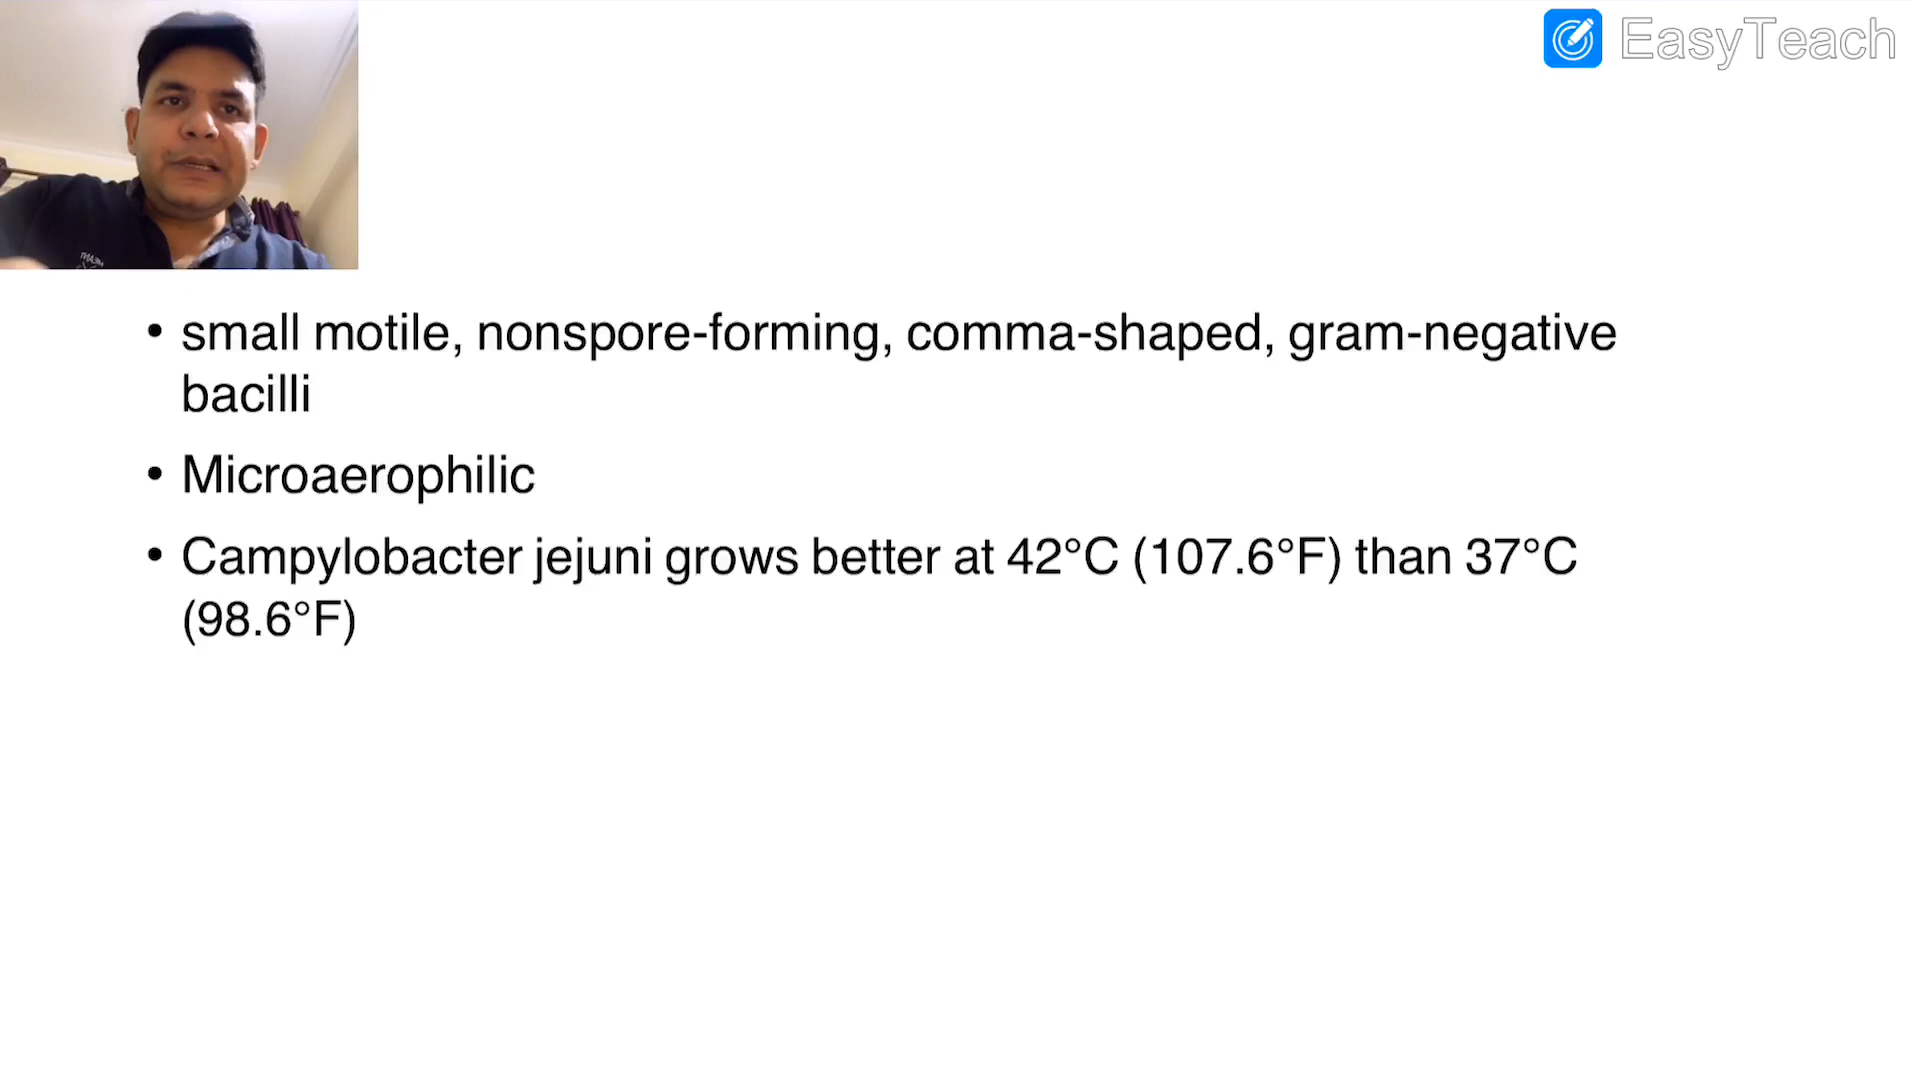 EasyTeach
• small motile, nonspore-forming, comma-shaped, gram-negative
bacilli
• Microaerophilic
• Campylobacter jejuni grows better at 42°C (107.6°F) than 37°C
(98.6°F)